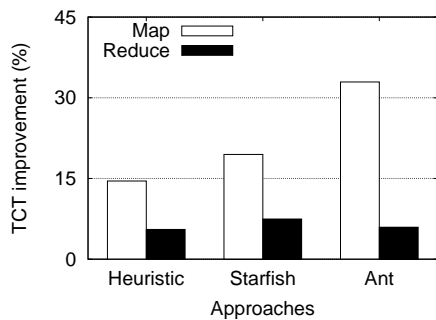 45
30
15
0
TCT improvement (%)
Map
Reduce
Heuristic Starfish Ant
Approaches